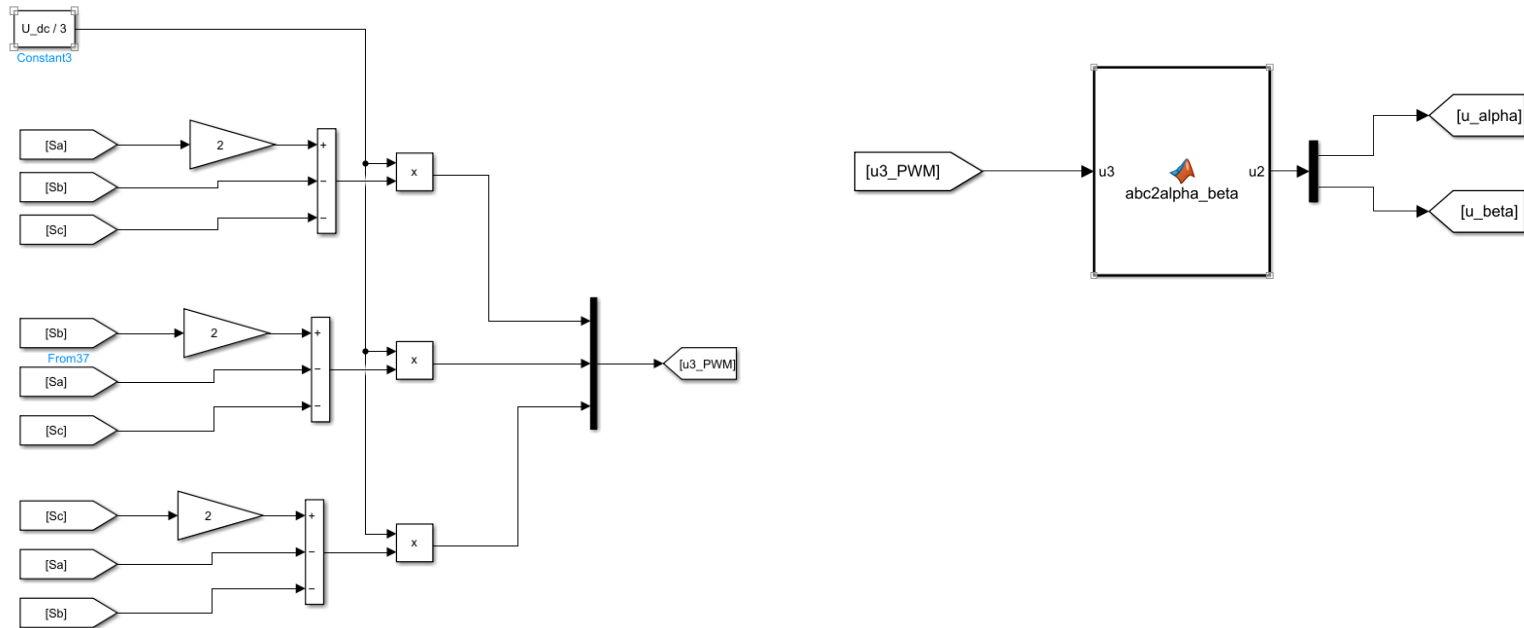 U_dc / 3
Constant3
[Sa]
2
+
[Sb]
−
[Sc]
−
x
[Sb]
2
+
From37
[Sa]
−
[Sc]
−
x
[u3_PWM]
[Sc]
2
+
[Sa]
−
[Sb]
−
x
[u3_PWM]
u3
abc2alpha_beta
u2
[u_alpha]
[u_beta]